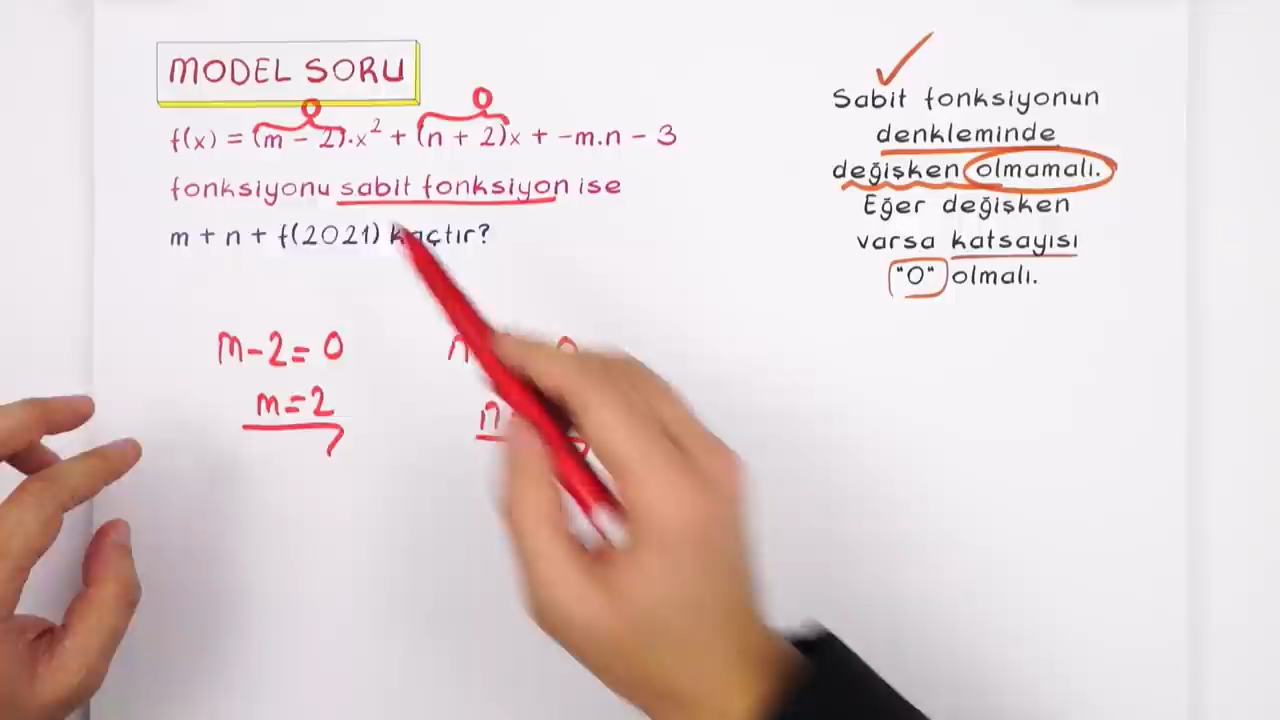 MODEL SORU
0 0
f(x) = (m - 2).x² + (n + 2)x + -m.n - 3
fonksiyonu sabit fonksiyon ise
m + n + f(2021) kaçtır?
Sabit fonksiyonun
denkleminde
değişken olmamalı.
Eğer değişken
varsa katsayısı
"0" olmalı.
m-2=0
m=2
n
n